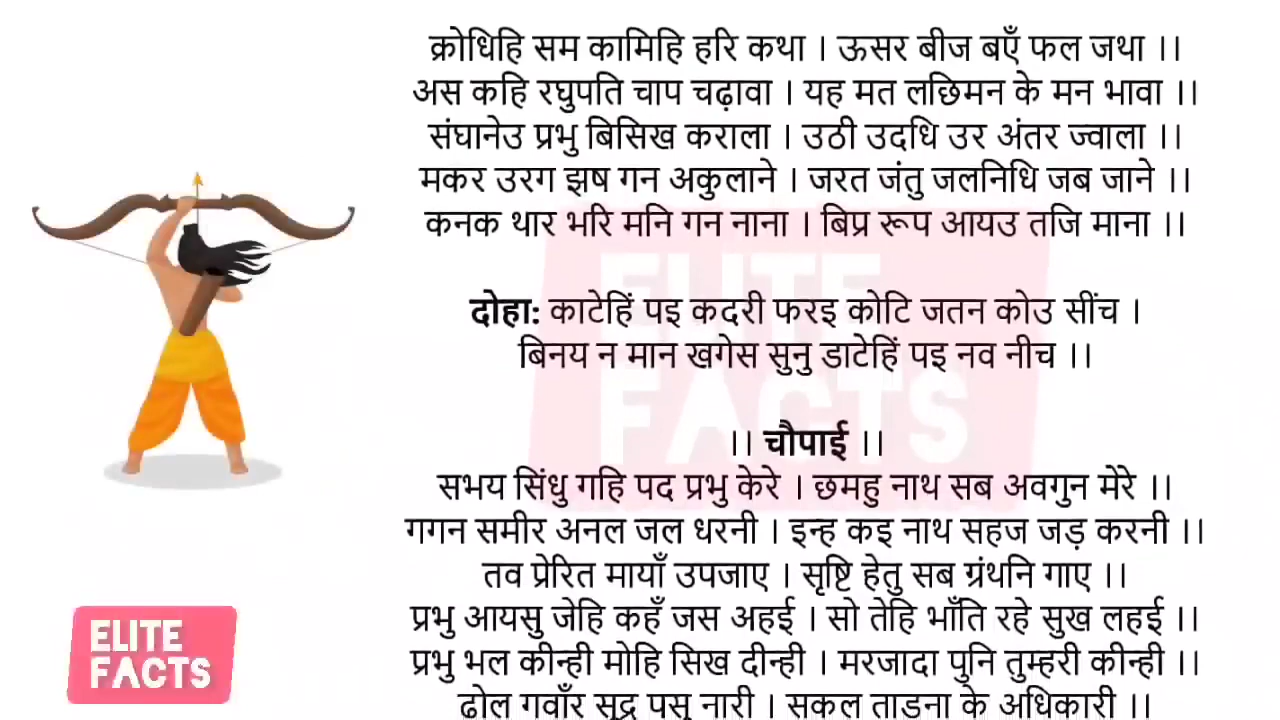 क्रोधिहि सम कामिहि हरि कथा । ऊसर बीज बएँ फल जथा ।।
अस कहि रघुपति चाप चढ़ावा । यह मत लछिमन के मन भावा ।।
संघानेउ प्रभु बिसिख कराला । उठी उदधि उर अंतर ज्वाला ।।
मकर उरग झष गन अकुलाने । जरत जंतु जलनिधि जब जाने ।।
कनक थार भरि मनि गन नाना । बिप्र रूप आयउ तजि माना ।।
दोहा: काटेहिं पइ कदरी फरइ कोटि जतन कोउ सींच ।
बिनय न मान खगेस सुनु डाटेहिं पइ नव नीच ।।
।। चौपाई ।।
सभय सिंधु गहि पद प्रभु केरे । छमहु नाथ सब अवगुन मेरे ।।
गगन समीर अनल जल धरनी । इन्ह कइ नाथ सहज जड़ करनी ।।
तव प्रेरित मायाँ उपजाए । सृष्टि हेतु सब ग्रंथनि गाए ।।
प्रभु आयसु जेहि कहँ जस अहई । सो तेहि भाँति रहे सुख लहई ।।
प्रभु भल कीन्ही मोहि सिख दीन्ही । मरजादा पुनि तुम्हरी कीन्ही ।।
ढोल गवाँर सूद्र पसु नारी । सकल ताड़ना के अधिकारी ।।
ELITE
FACTS
ELITE
FACTS